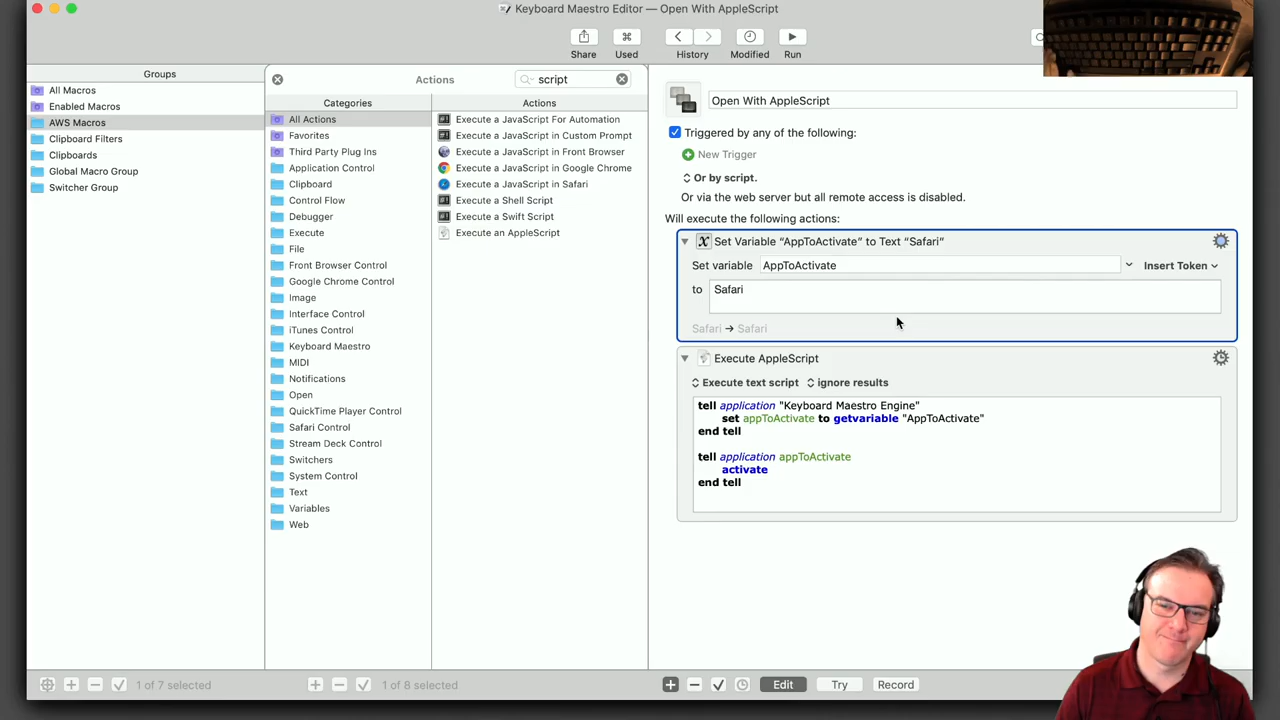 Keyboard Maestro Editor — Open With AppleScript
Share
Used
History
Modified
Run
Groups
All Macros
Enabled Macros
AWS Macros
Clipboard Filters
Clipboards
Global Macro Group
Switcher Group
Actions
script
Categories
All Actions
Favorites
Third Party Plug Ins
Application Control
Clipboard
Control Flow
Debugger
Execute
File
Front Browser Control
Google Chrome Control
Image
Interface Control
iTunes Control
Keyboard Maestro
MIDI
Notifications
Open
QuickTime Player Control
Safari Control
Stream Deck Control
Switchers
System Control
Text
Variables
Web
Actions
Execute a JavaScript For Automation
Execute a JavaScript in Custom Prompt
Execute a JavaScript in Front Browser
Execute a JavaScript in Google Chrome
Execute a JavaScript in Safari
Execute a Shell Script
Execute a Swift Script
Execute an AppleScript
Open With AppleScript
Triggered by any of the following:
New Trigger
Or by script.
Or via the web server but all remote access is disabled.
Will execute the following actions:
Set Variable “AppToActivate” to Text “Safari”
Set variable AppToActivate Insert Token
to Safari
Safari → Safari
Execute AppleScript
Execute text script ignore results
tell application "Keyboard Maestro Engine"
set appToActivate to getvariable "AppToActivate"
end tell
tell application appToActivate
activate
end tell
1 of 7 selected
1 of 8 selected
Edit
Try
Record